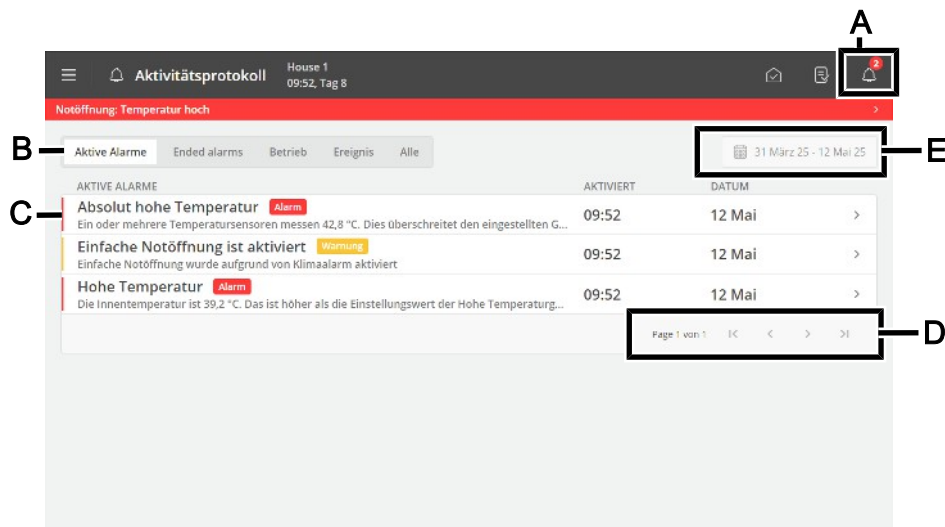 A
House 1
Aktivitätsprotokoll
09:52, Tag 8
2
Notöffnung: Temperatur hoch
B
Aktive Alarme Ended alarms Betrieb Ereignis Alle
31 März 25 - 12 Mai 25
E
AKTIVE ALARME AKTIVIERT DATUM
C
Absolut hohe Temperatur Alarm
Ein oder mehrere Temperatursensoren messen 42,8 °C. Dies überschreitet den eingestellten G...
09:52 12 Mai
Einfache Notöffnung ist aktiviert Warnung
Einfache Notöffnung wurde aufgrund von Klimaalarm aktiviert
09:52 12 Mai
Hohe Temperatur Alarm
Die Innentemperatur ist 39,2 °C. Das ist höher als die Einstellungswert der Hohe Temperaturg...
09:52 12 Mai
Page 1 von 1
D